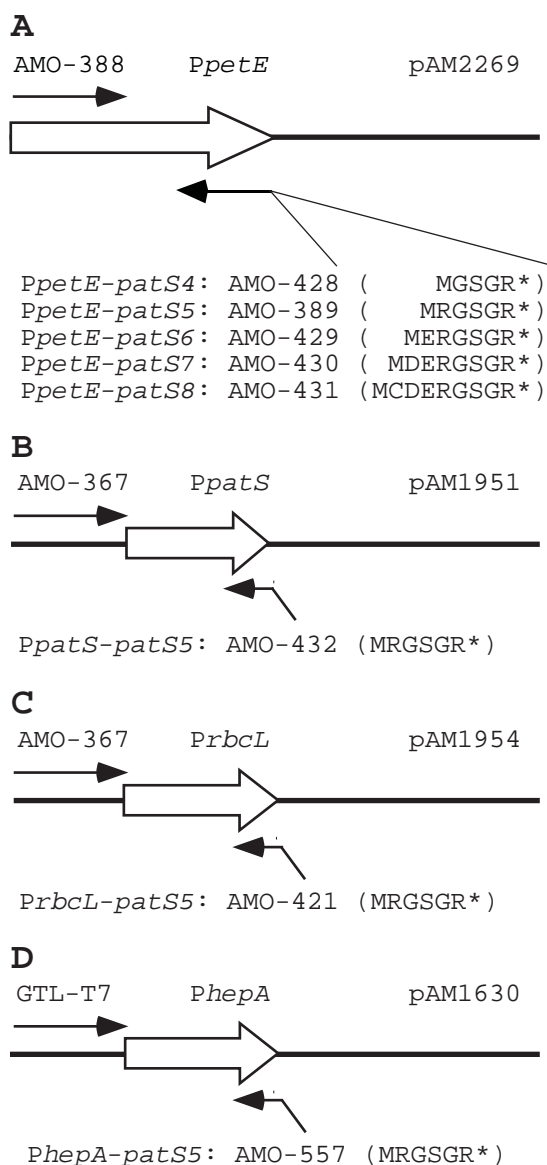 A
AMO-388 PpetE pAM2269
PpetE-patS4: AMO-428 ( MGSGR*)
PpetE-patS5: AMO-389 ( MRGSGR*)
PpetE-patS6: AMO-429 ( MERGSGR*)
PpetE-patS7: AMO-430 ( MDERGSGR*)
PpetE-patS8: AMO-431 (MCDERGSGR*)
B
AMO-367 PpatS pAM1951
PpatS-patS5: AMO-432 (MRGSGR*)
C
AMO-367 PrbcL pAM1954
PrbcL-patS5: AMO-421 (MRGSGR*)
D
GTL-T7 PhepA pAM1630
PhepA-patS5: AMO-557 (MRGSGR*)